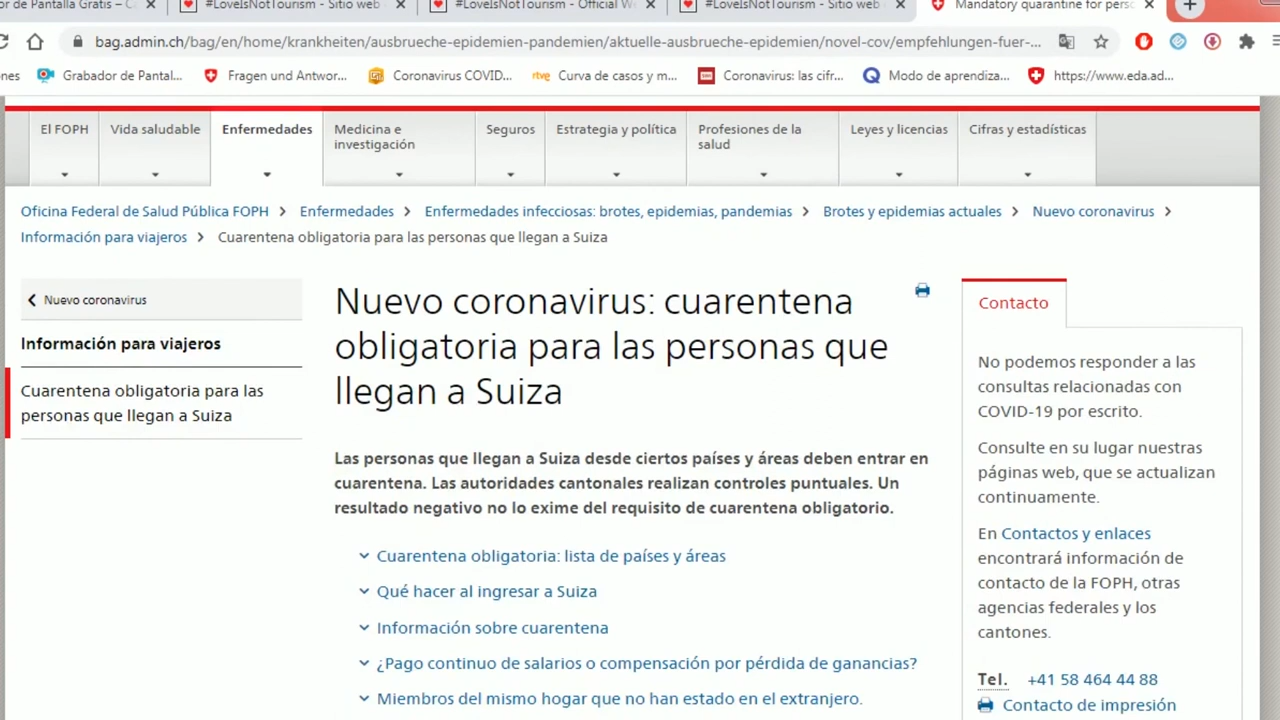 or de Pantalla Gratis – C
#LoveIsNotTourism - Sitio web
#LoveIsNotTourism - Official W
#LoveIsNotTourism - Sitio web
Mandatory quarantine for perso
bag.admin.ch/bag/en/home/krankheiten/ausbrueche-epidemien-pandemien/aktuelle-ausbrueche-epidemien/novel-cov/empfehlungen-fuer-...
ones
Grabador de Pantal...
Fragen und Antwor...
Coronavirus COVID...
rtve Curva de casos y m...
Coronavirus: las cifr...
Modo de aprendiza...
https://www.eda.ad...
El FOPH
Vida saludable
Enfermedades
Medicina e
investigación
Seguros
Estrategia y política
Profesiones de la
salud
Leyes y licencias
Cifras y estadísticas
Oficina Federal de Salud Pública FOPH > Enfermedades > Enfermedades infecciosas: brotes, epidemias, pandemias > Brotes y epidemias actuales > Nuevo coronavirus >
Información para viajeros > Cuarentena obligatoria para las personas que llegan a Suiza
Nuevo coronavirus
Información para viajeros
Cuarentena obligatoria para las
personas que llegan a Suiza
Nuevo coronavirus: cuarentena
obligatoria para las personas que
llegan a Suiza
Las personas que llegan a Suiza desde ciertos países y áreas deben entrar en
cuarentena. Las autoridades cantonales realizan controles puntuales. Un
resultado negativo no lo exime del requisito de cuarentena obligatorio.
Cuarentena obligatoria: lista de países y áreas
Qué hacer al ingresar a Suiza
Información sobre cuarentena
¿Pago continuo de salarios o compensación por pérdida de ganancias?
Miembros del mismo hogar que no han estado en el extranjero.
Contacto
No podemos responder a las
consultas relacionadas con
COVID-19 por escrito.
Consulte en su lugar nuestras
páginas web, que se actualizan
continuamente.
En Contactos y enlaces
encontrará información de
contacto de la FOPH, otras
agencias federales y los
cantones.
Tel. +41 58 464 44 88
Contacto de impresión